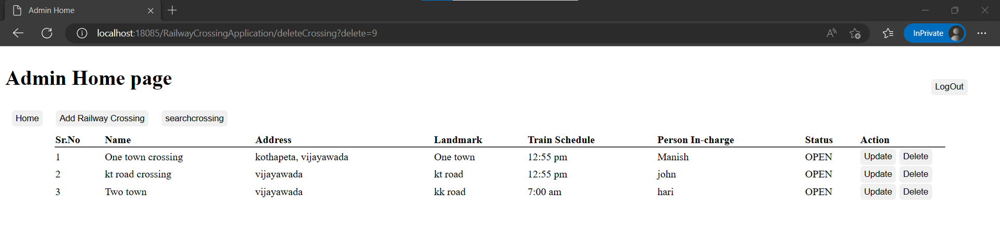 Admin Home
localhost:18085/RailwayCrossingApplication/deleteCrossing?delete=9
InPrivate
Admin Home page
LogOut
Home Add Railway Crossing searchcrossing
Sr.No Name Address Landmark Train Schedule Person In-charge Status Action
1 One town crossing kothapeta, vijayawada One town 12:55 pm Manish OPEN Update Delete
2 kt road crossing vijayawada kt road 12:55 pm john OPEN Update Delete
3 Two town vijayawada kk road 7:00 am hari OPEN Update Delete